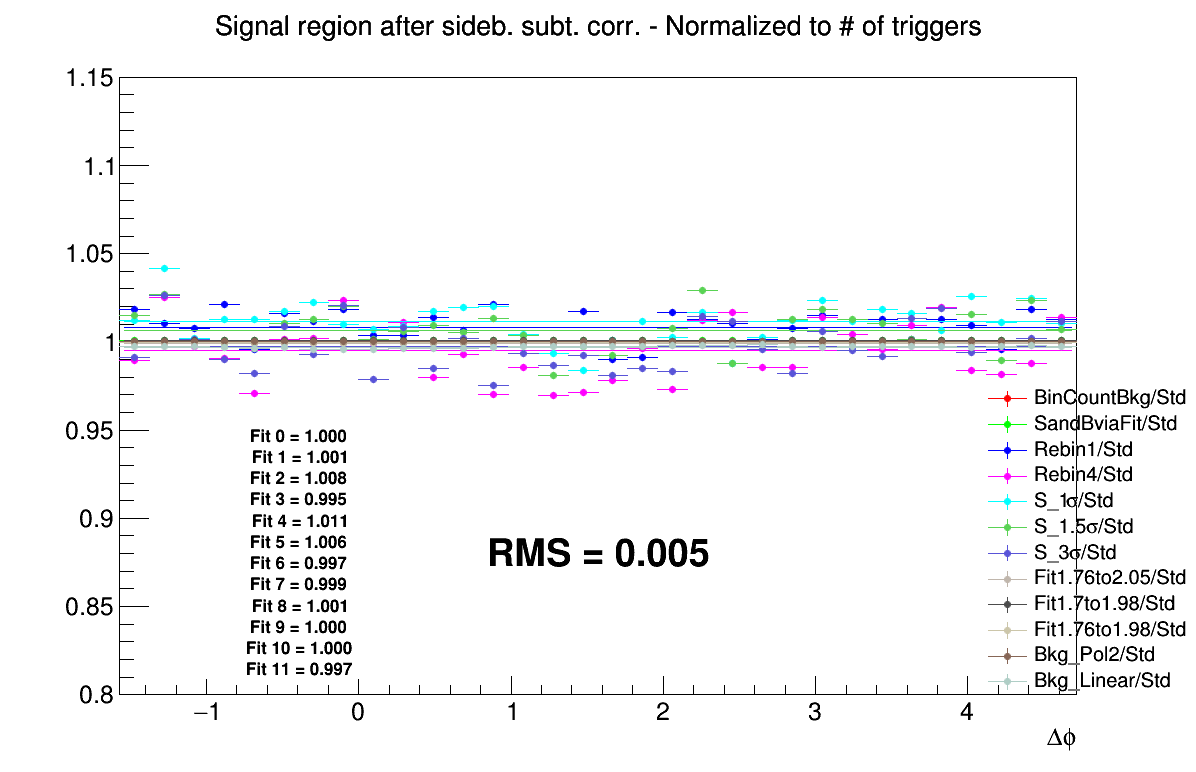 Signal region after sideb. subt. corr. - Normalized to # of triggers
1.15
1.1
1.05
1
0.95
0.9
0.85
0.8
Fit 0 = 1.000
Fit 1 = 1.001
Fit 2 = 1.008
Fit 3 = 0.995
Fit 4 = 1.011
Fit 5 = 1.006
Fit 6 = 0.997
Fit 7 = 0.999
Fit 8 = 1.001
Fit 9 = 1.000
Fit 10 = 1.000
Fit 11 = 0.997
RMS = 0.005
BinCountBkg/Std
SandBviaFit/Std
Rebin1/Std
Rebin4/Std
S_1σ/Std
S_1.5σ/Std
S_3σ/Std
Fit1.76to2.05/Std
Fit1.7to1.98/Std
Fit1.76to1.98/Std
Bkg_Pol2/Std
Bkg_Linear/Std
−1 0 1 2 3 4
Δϕ